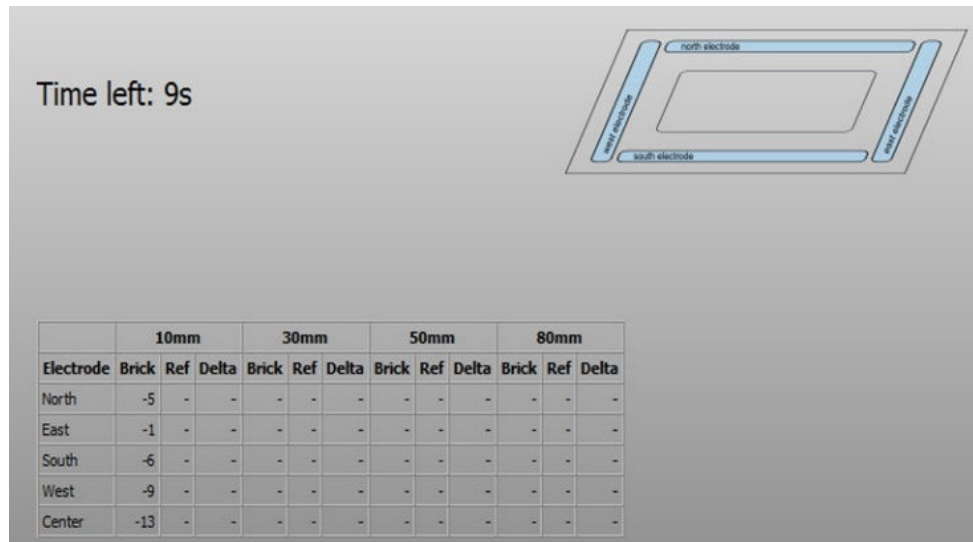 north electrode
west electrode
east electrode
south electrode
Time left: 9s
10mm 30mm 50mm 80mm
Electrode Brick Ref Delta Brick Ref Delta Brick Ref Delta Brick Ref Delta
North -5 - - - - - - - - - - -
East -1 - - - - - - - - - - -
South -6 - - - - - - - - - - -
West -9 - - - - - - - - - - -
Center -13 - - - - - - - - - - -